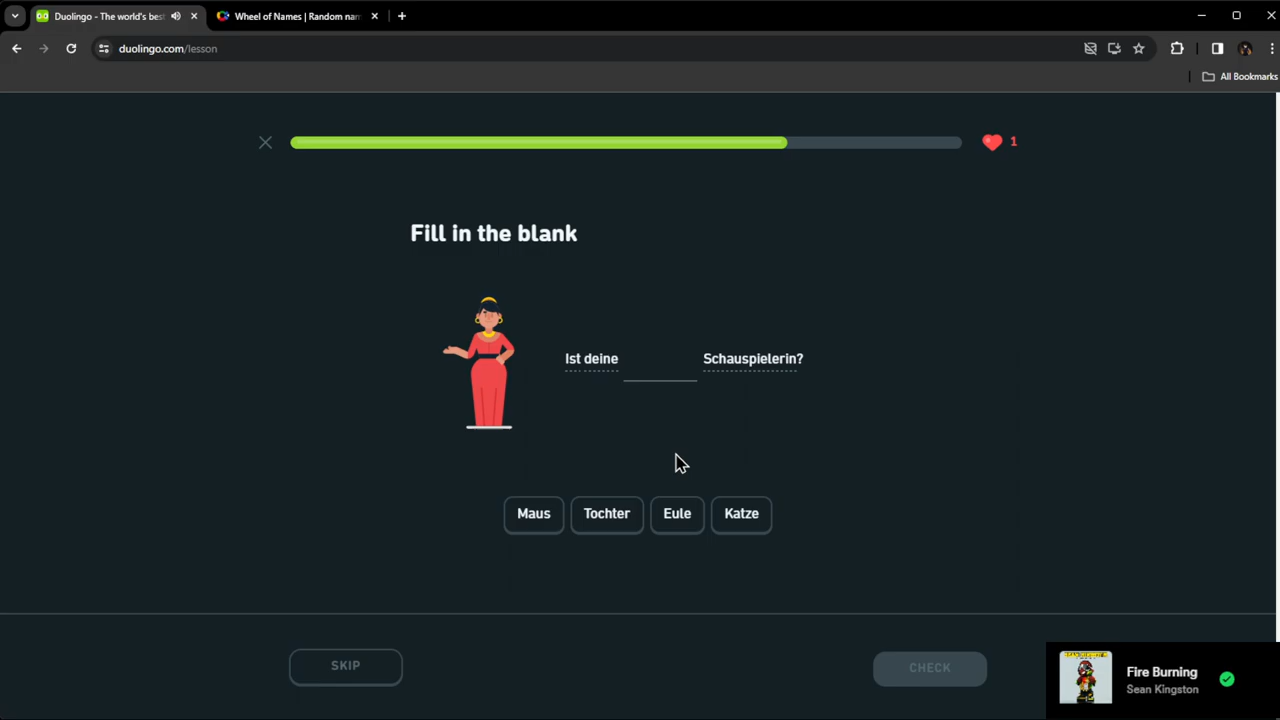 Duolingo - The world's best
Wheel of Names | Random nam
duolingo.com/lesson
All Bookmarks
1
Fill in the blank
Ist deine ________ Schauspielerin?
Maus Tochter Eule Katze
SKIP CHECK
Fire Burning
Sean Kingston